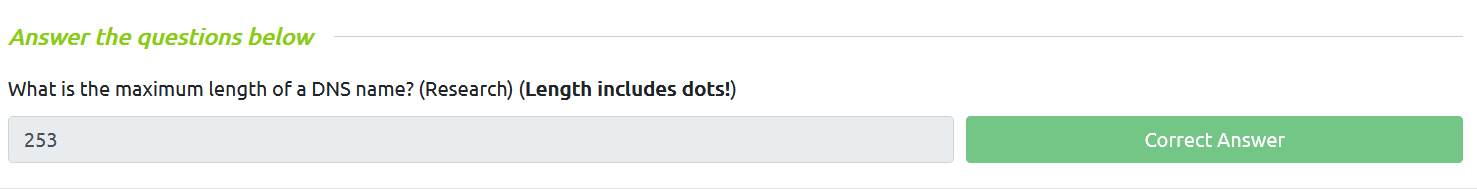 Answer the questions below
What is the maximum length of a DNS name? (Research) (Length includes dots!)
253
Correct Answer